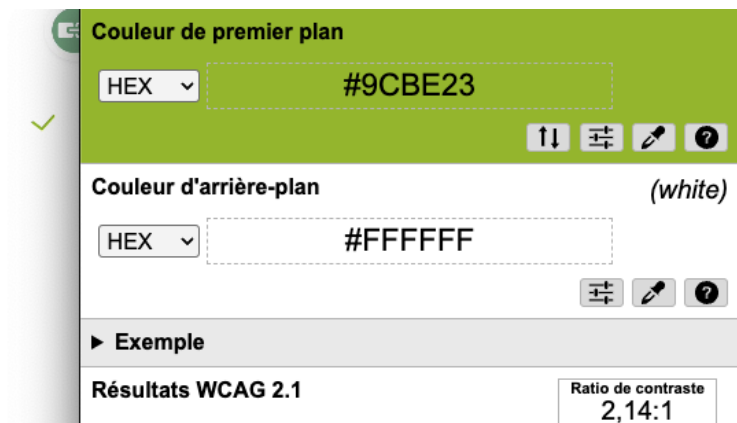 Couleur de premier plan
HEX #9CBE23
Couleur d'arrière-plan (white)
HEX #FFFFFF
Exemple
Résultats WCAG 2.1
Ratio de contraste
2,14:1